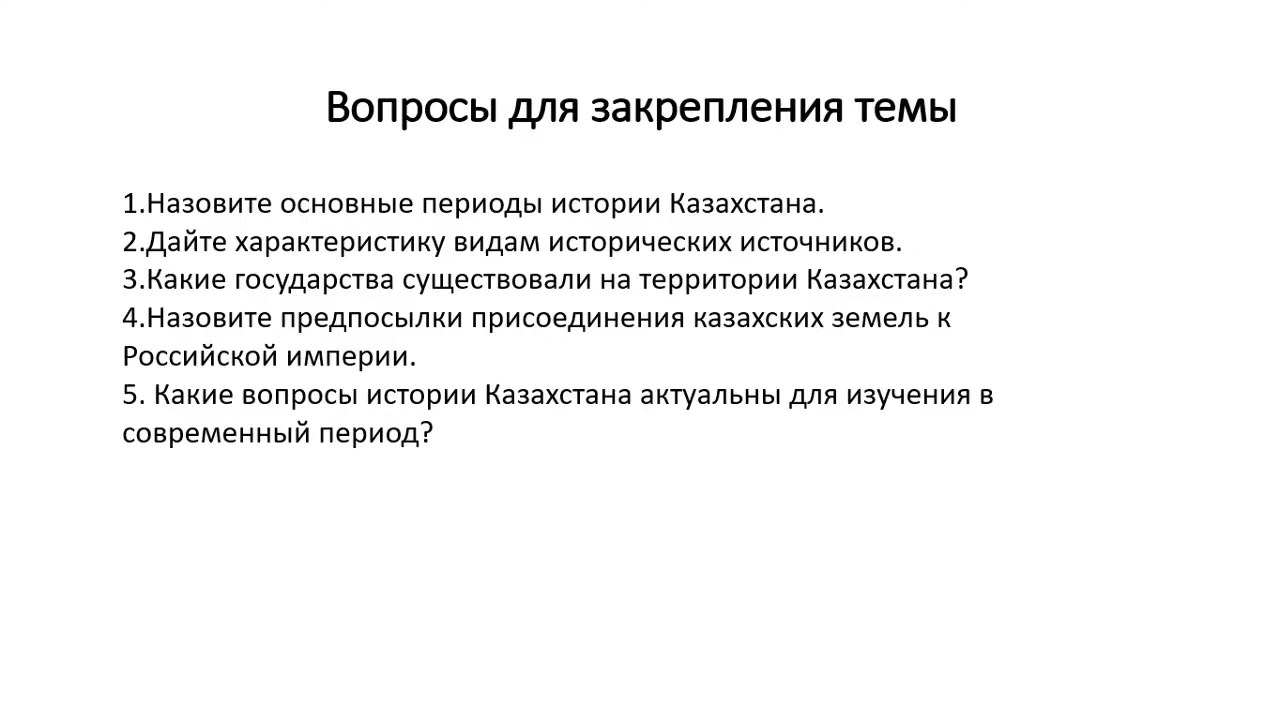 Вопросы для закрепления темы
1.Назовите основные периоды истории Казахстана.
2.Дайте характеристику видам исторических источников.
3.Какие государства существовали на территории Казахстана?
4.Назовите предпосылки присоединения казахских земель к
Российской империи.
5. Какие вопросы истории Казахстана актуальны для изучения в
современный период?